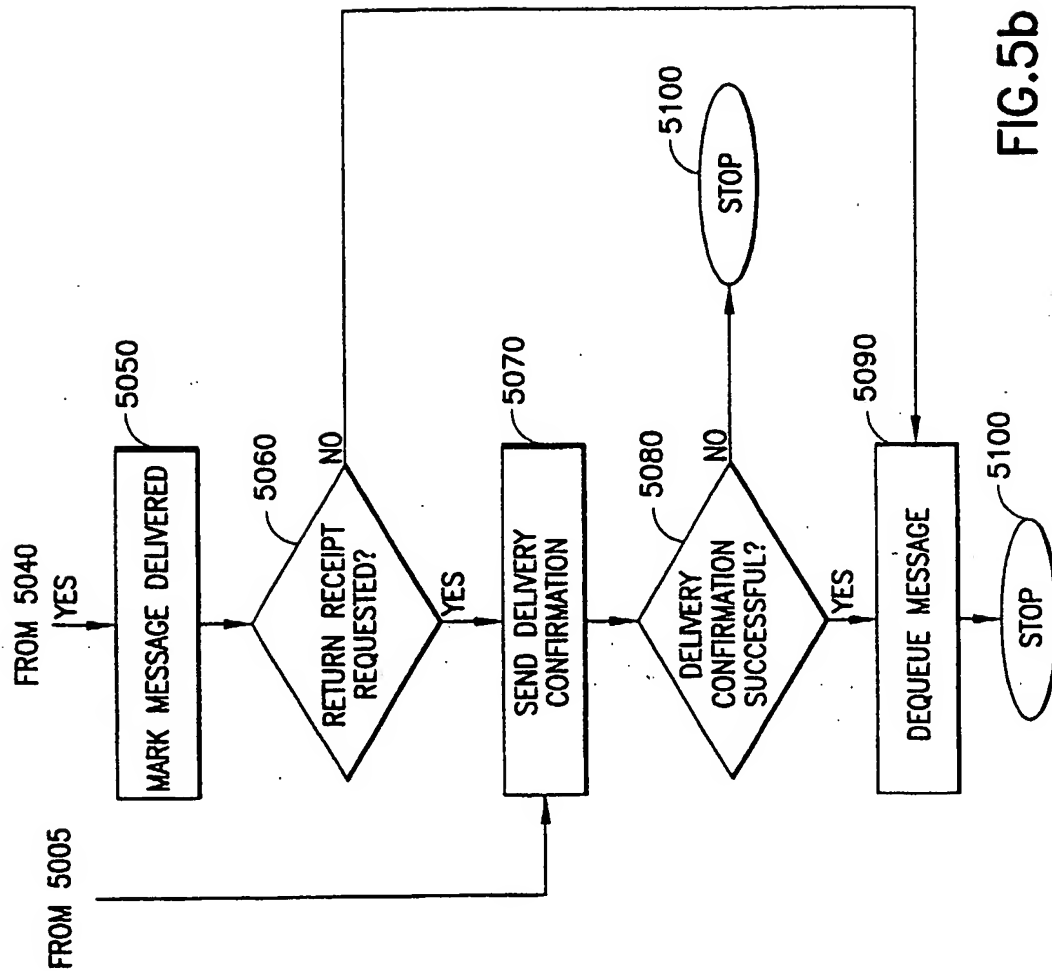 FROM 5005
FROM 5040
YES
5050
MARK MESSAGE DELIVERED
5060
RETURN RECEIPT
REQUESTED?
NO
YES
5070
SEND DELIVERY
CONFIRMATION
5080
DELIVERY
CONFIRMATION
SUCCESSFUL?
NO
5100
STOP
YES
5090
DEQUEUE MESSAGE
5100
STOP
FIG.5b